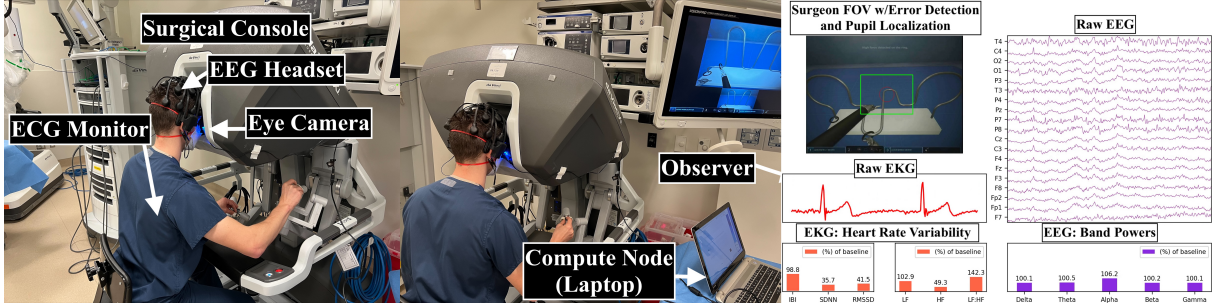 Surgical Console
EEG Headset
Eye Camera
ECG Monitor
Observer
Compute Node
(Laptop)
Surgeon FOV w/Error Detection
and Pupil Localization
Raw EKG
EKG: Heart Rate Variability
(% of baseline)
98.8
35.7
41.5
IBI
SDNN
RMSSD
(% of baseline)
102.9
49.3
142.3
LF
HF
LF:HF
Raw EEG
T4
C4
O2
O1
P3
T3
P4
Pz
P7
P8
Cz
C3
F4
Fz
F3
F8
Fp2
Fp1
F7
EEG: Band Powers
(% of baseline)
100.1
100.5
106.2
100.2
100.1
Delta
Theta
Alpha
Beta
Gamma